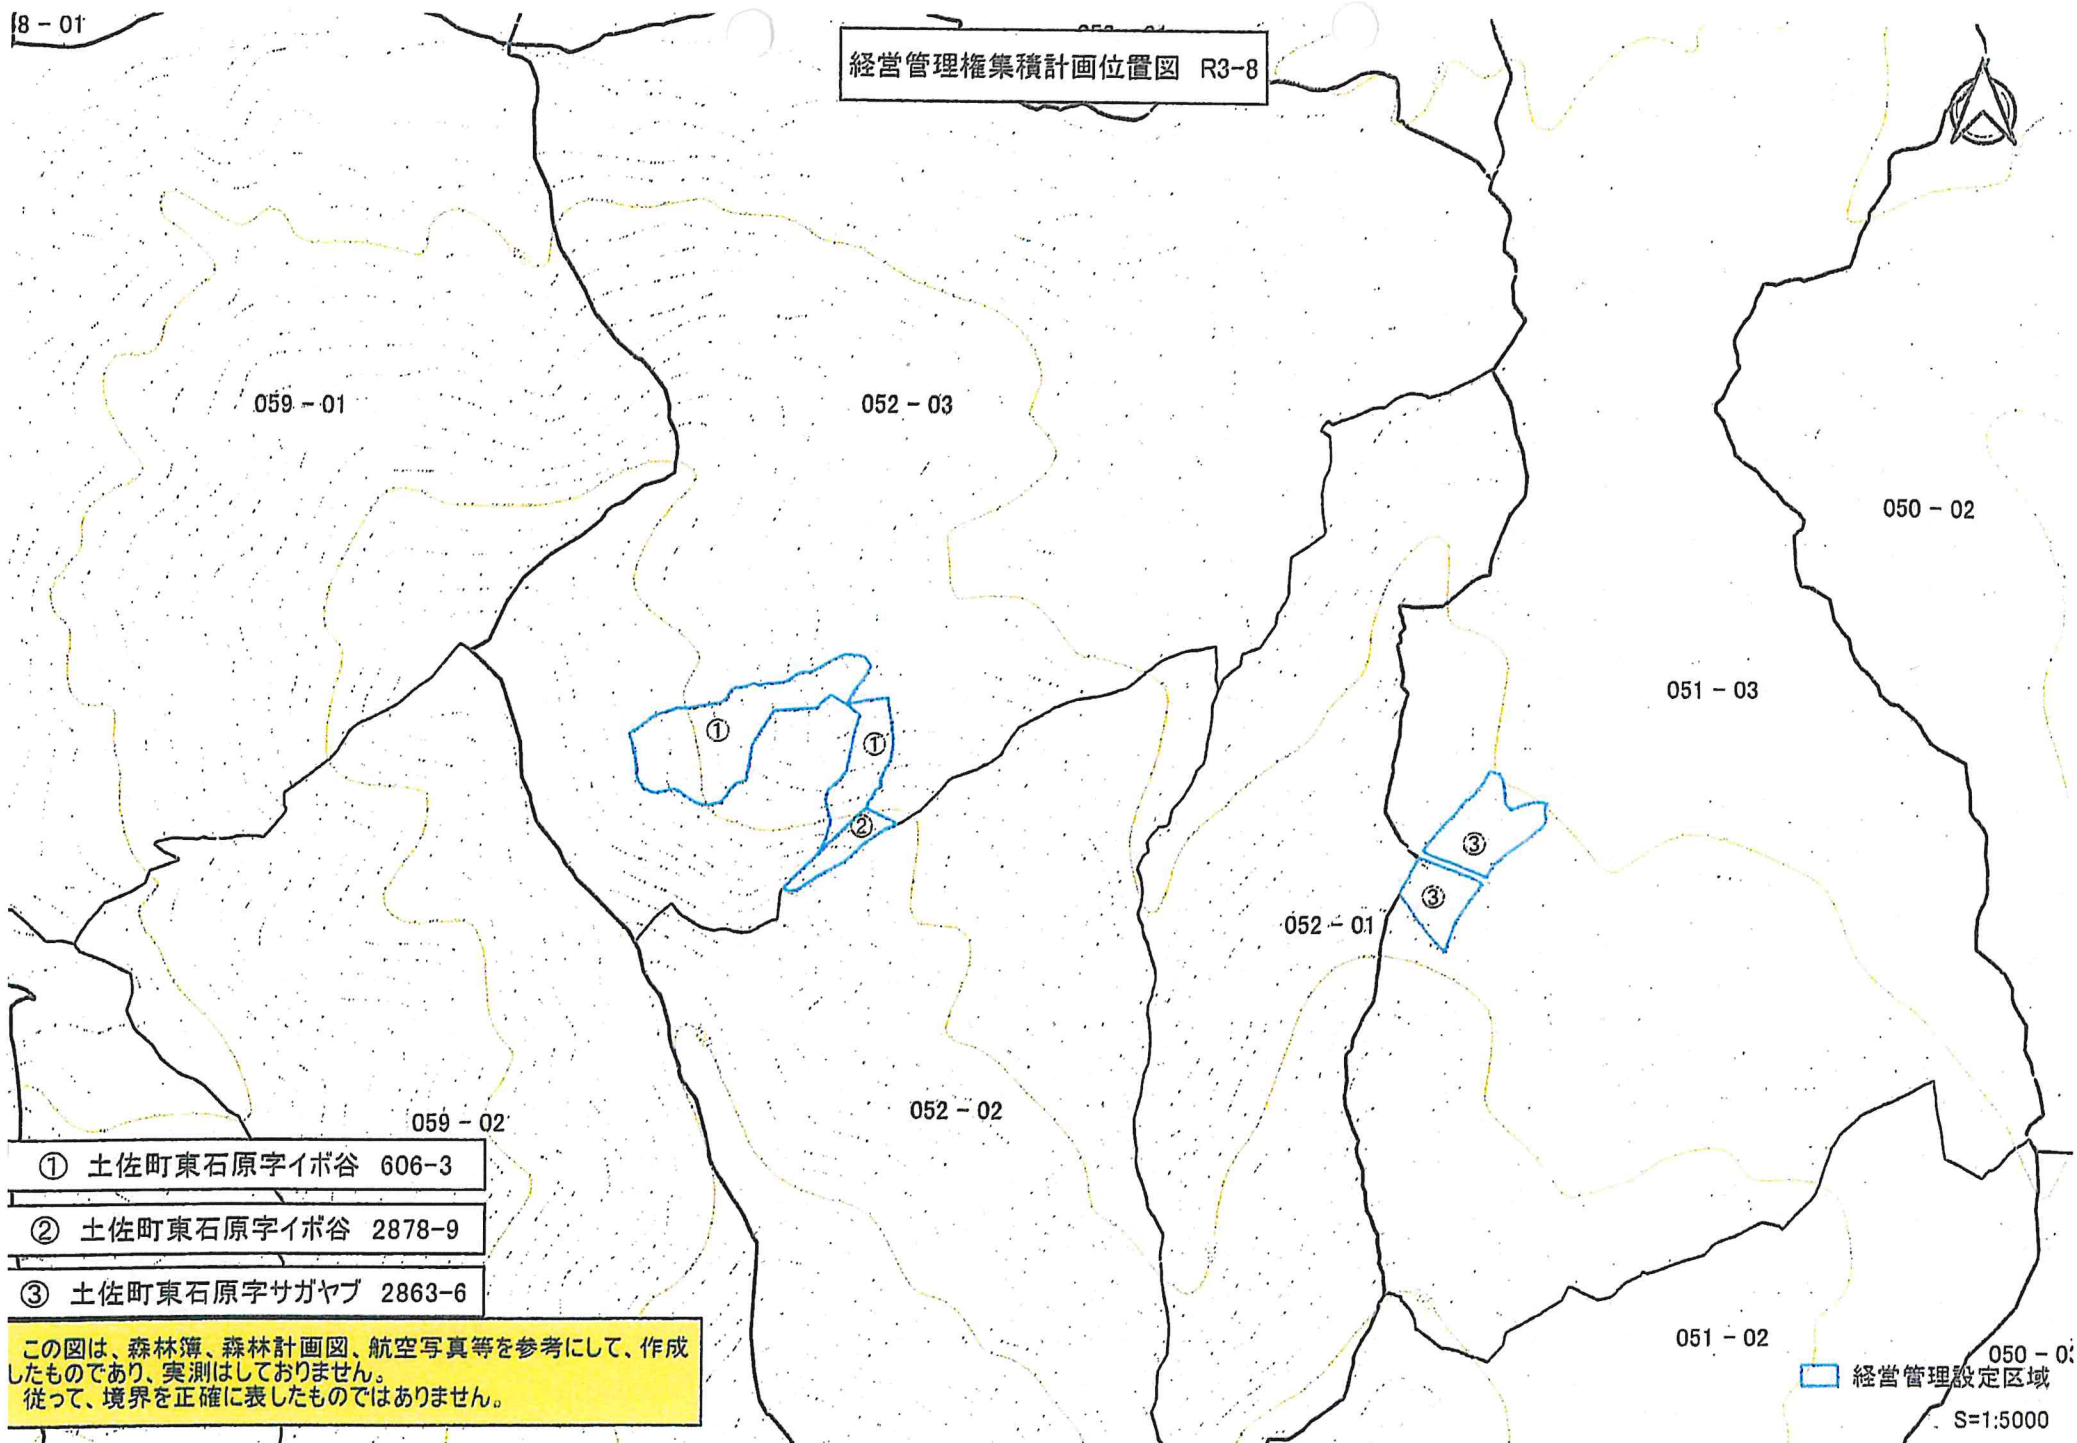 8-01
経営管理権集積計画位置図 R3-8
059-01
052-03
050-02
051-03
①
①
②
③
③
052-01
052-02
059-02
① 土佐町東石原字イボ谷 606-3
② 土佐町東石原字イボ谷 2878-9
③ 土佐町東石原字サガヤブ 2863-6
この図は、森林簿、森林計画図、航空写真等を参考にして、作成
したものであり、実測はしておりません。
従って、境界を正確に表したものではありません。
051-02
経営管理設定区域
S=1:5000